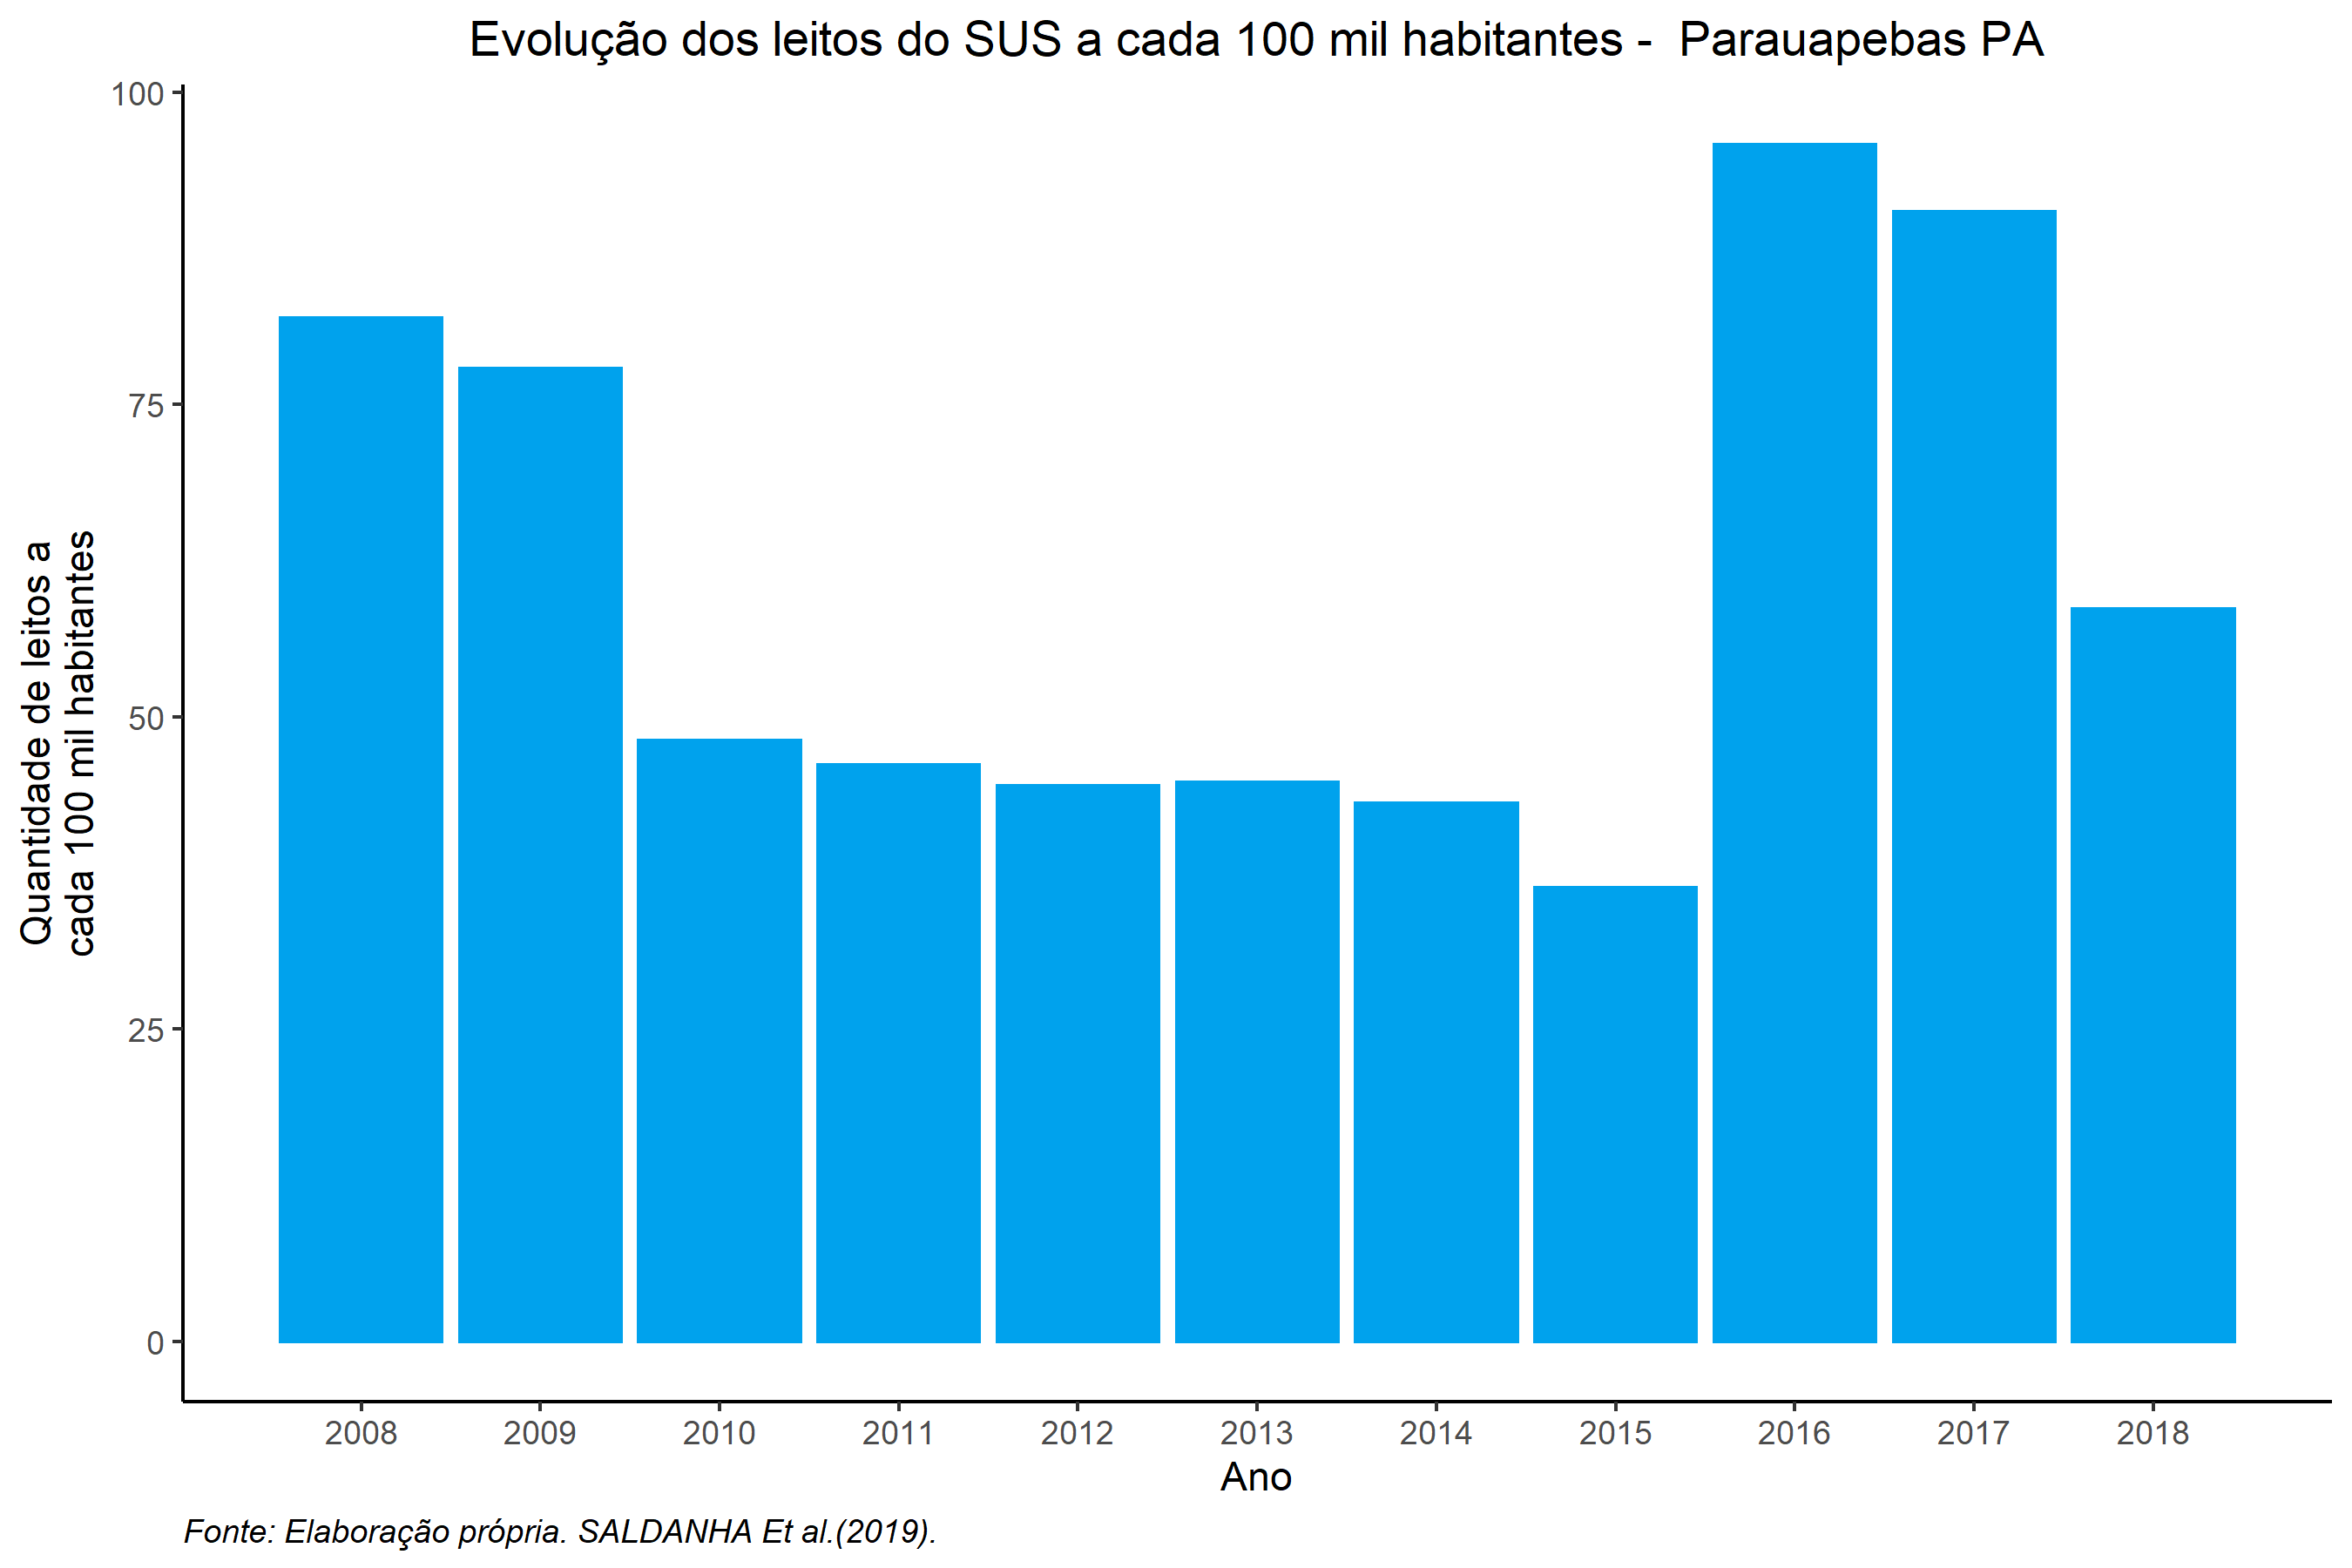 Evolução dos leitos do SUS a cada 100 mil habitantes -  Parauapebas PA
Quantidade de leitos a
cada 100 mil habitantes
100
75
50
25
0
2008 2009 2010 2011 2012 2013 2014 2015 2016 2017 2018
Ano
Fonte: Elaboração própria. SALDANHA Et al.(2019).